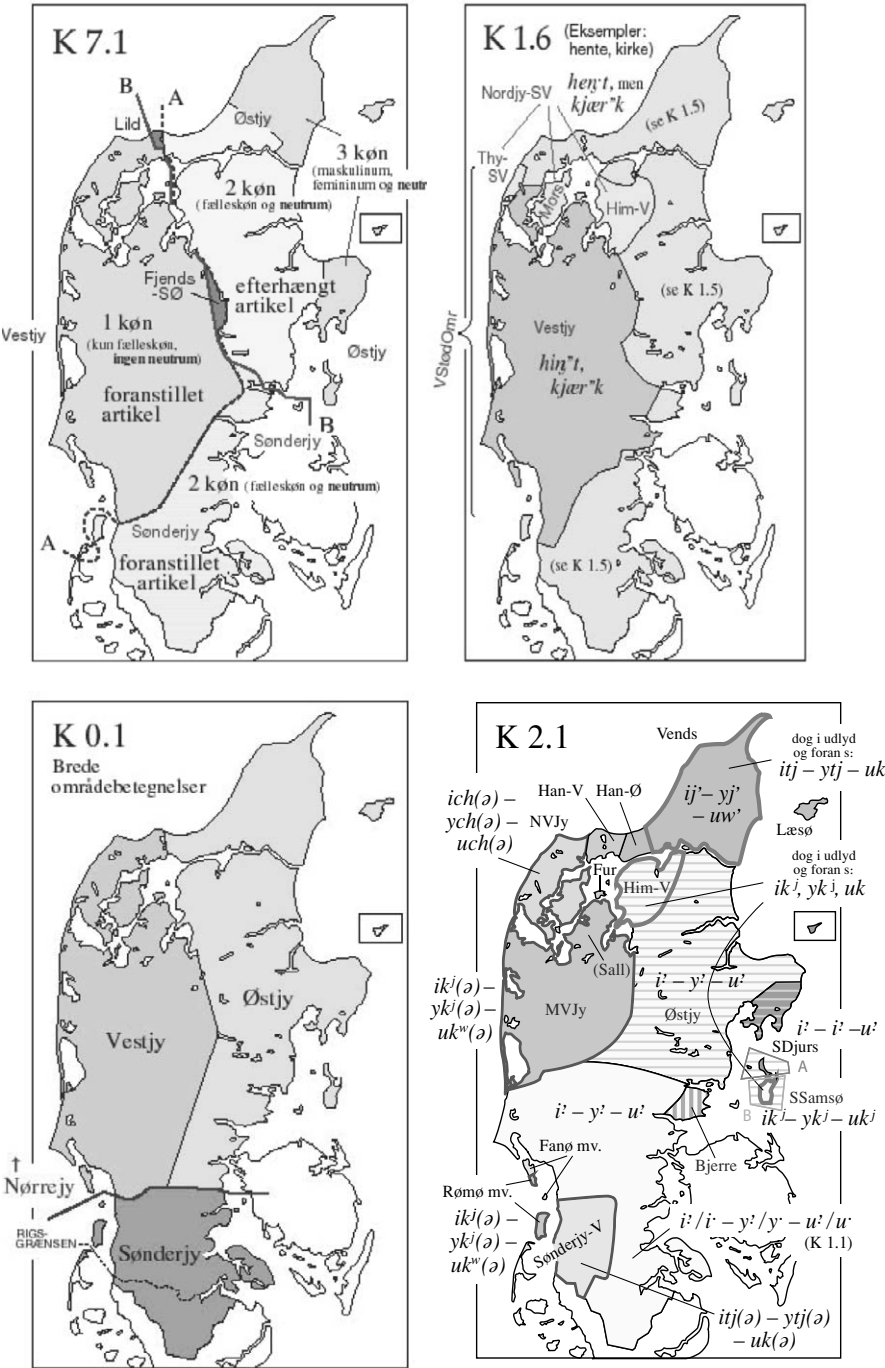 K 7.1
B
A
Lild
Østjy
3 køn
(maskulinum,
femininum og neutr
2 køn
(fælleskøn og neutrum)
Fjends
-SØ
efterhængt
artikel
1 køn
(kun fælleskøn,
ingen neutrum)
Vestjy
Østjy
foranstillet
artikel
B
Sønderjy
2 køn (fælleskøn og neutrum)
A
Sønderjy
foranstillet
artikel
K 1.6 (Eksempler:
hente, kirke)
Nordjy-SV
men
(se K 1.5)
Thy-
SV
Mors
Him-V
(se K 1.5)
VStødOmr
Vestjy
(se K 1.5)
K 0.1
Brede
områdebetegnelser
Østjy
Vestjy
↑
Nørrejy
RIGS-
GRÆNSEN
Sønderjy
K 2.1
Vends
dog i udlyd
og foran s:
itj – ytj – uk
ich(ə) –
ych(ə) –
uch(ə)
NVJy
Han-V
Han-Ø
ij’ – yj’
– uw’
Læsø
Fur
Him-V
dog i udlyd
og foran s:
ikʲ, ykʲ, uk
(Sall)
ikʲ(ə) –
ykʲ(ə) –
ukʷ(ə)
MVJy
Østjy
SDjurs
A
SSamsø
B
ikʲ – ykʲ – ukʲ
Bjerre
Fanø mv.
Rømø mv.
ikʲ(ə) –
ykʲ(ə) –
ukʷ(ə)
Sønderjy-V
(K 1.1)
itj(ə) – ytj(ə)
– uk(ə)